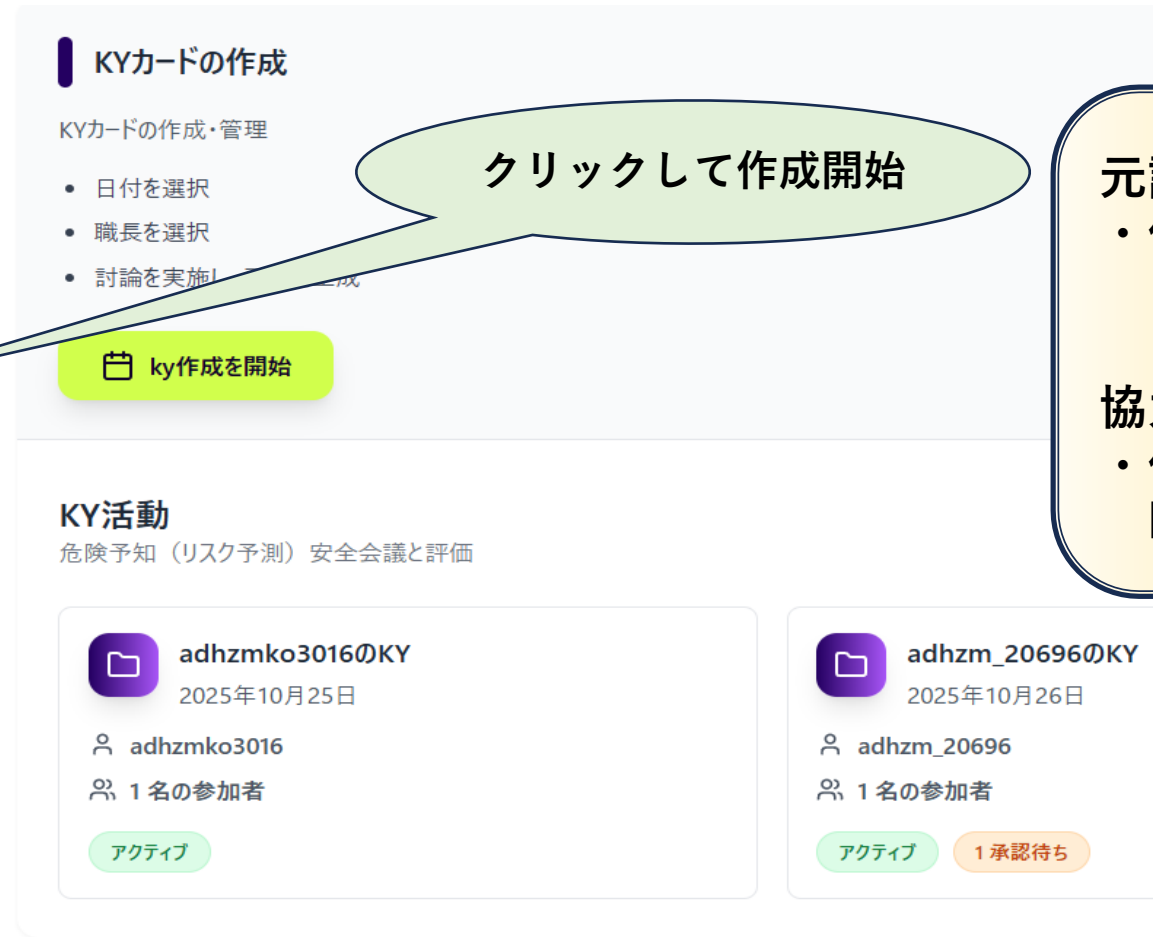 KYカードの作成
KYカードの作成・管理
クリックして作成開始
日付を選択
職長を選択
討論を実施し
ky作成を開始
元
協
KY活動
危険予知（リスク予測）安全会議と評価
adhzmko3016のKY
2025年10月25日
adhzmko3016
1 名の参加者
アクティブ
adhzm_20696のKY
2025年10月26日
adhzm_20696
1 名の参加者
アクティブ
1 承認待ち